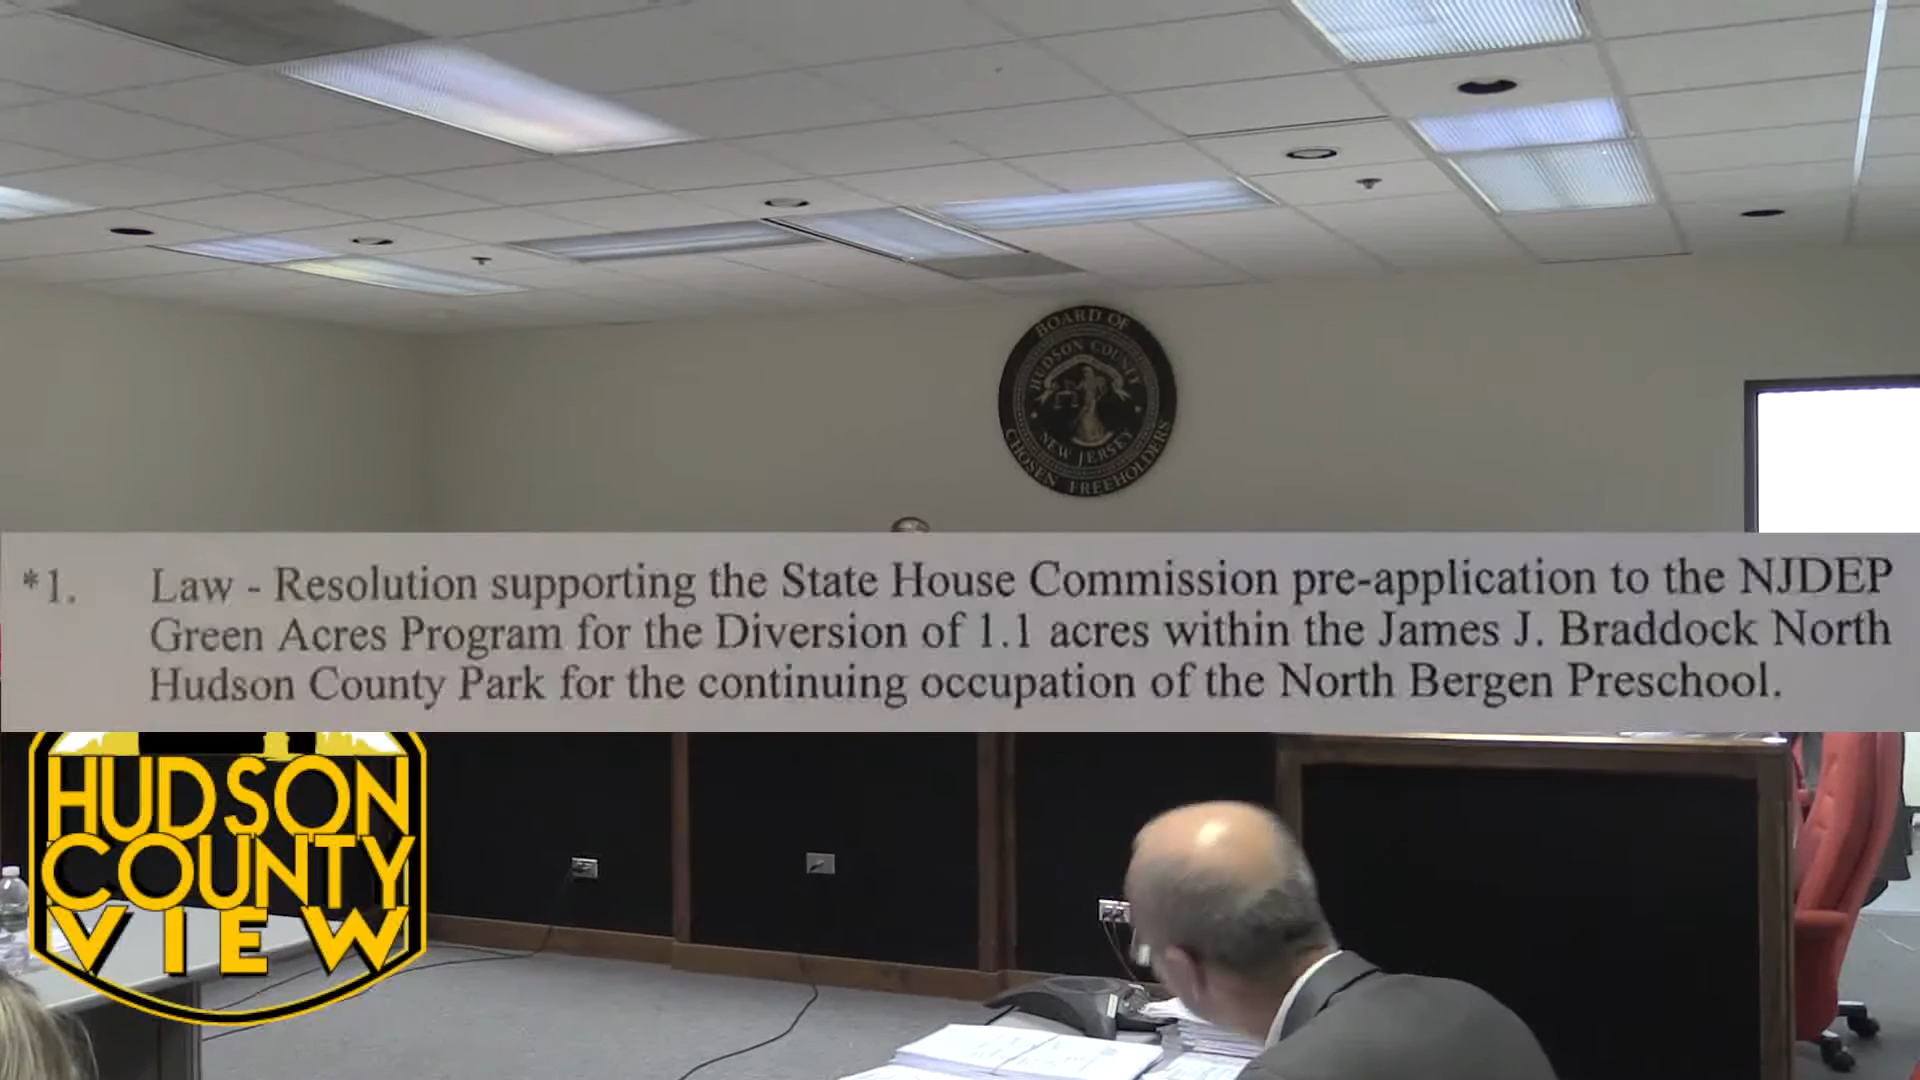 BOARD OF
HUDSON COUNTY
NEW JERSEY
CHOSEN FREEHOLDERS
*1. Law - Resolution supporting the State House Commission pre-application to the NJDEP
Green Acres Program for the Diversion of 1.1 acres within the James J. Braddock North
Hudson County Park for the continuing occupation of the North Bergen Preschool.
HUDSON
COUNTY
VIEW